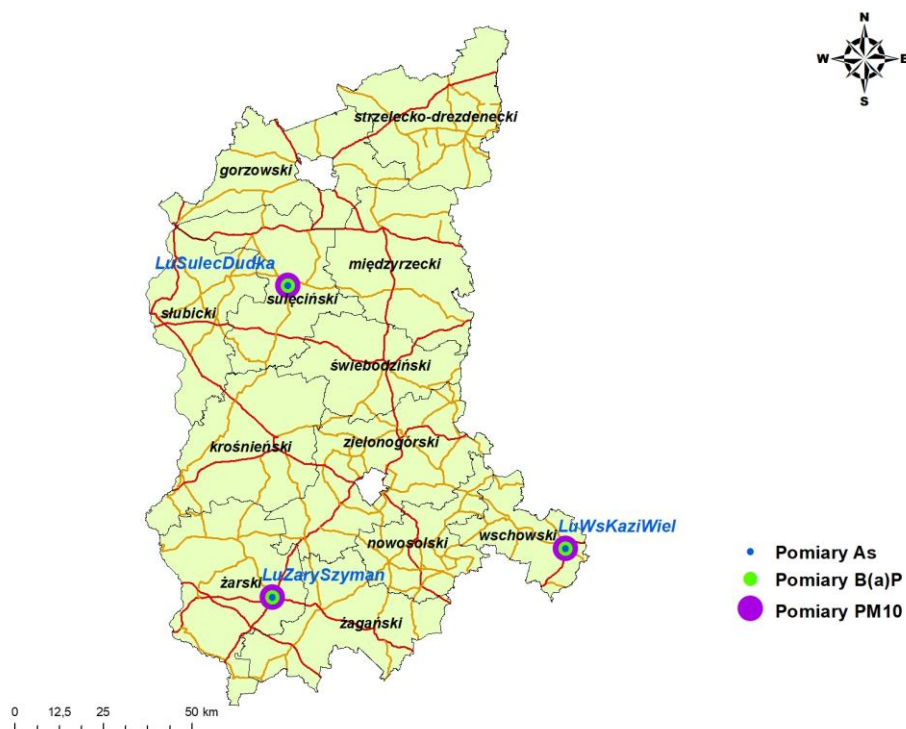 N
W E
S
strzelecko-drezdenecki
gorzowski
LuSulecDudka
międzyrzecki
sulęciński
słubicki
świebodziński
krośnieński
zielonogórski
LuWsKaziWiel
wschowski
nowosolski
LuZarySzyman
żarski
żagański
Pomiary As
Pomiary B(a)P
Pomiary PM10
0 12,5 25 50 km